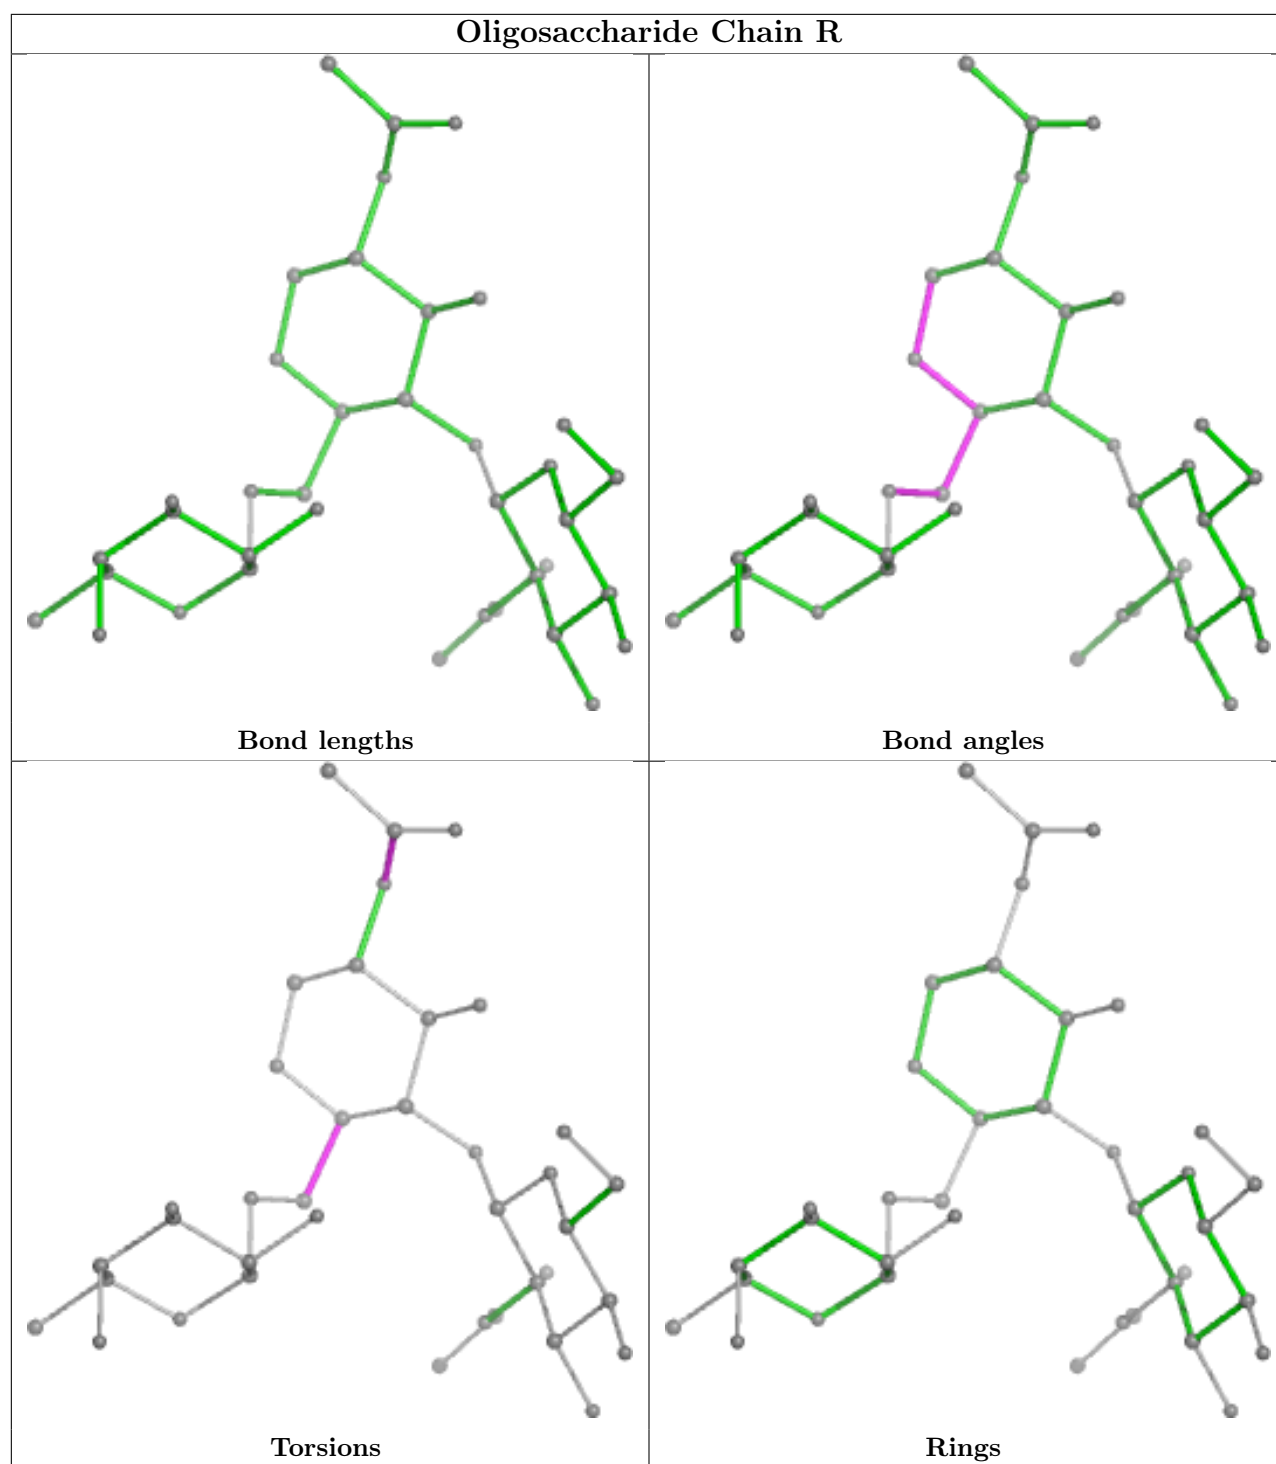 Oligosaccharide Chain R
Bond lengths
Bond angles
Torsions
Rings